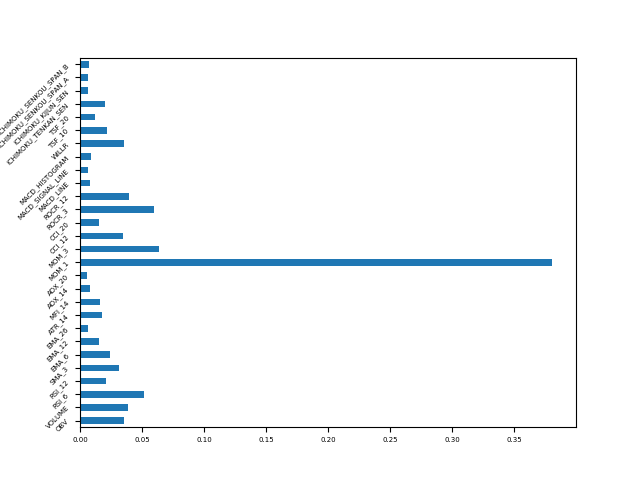 ICHIMOKU_SENKOU_SPAN_B
ICHIMOKU_SENKOU_SPAN_A
ICHIMOKU_KIJUN_SEN
ICHIMOKU_TENKAN_SEN
TSF_20
TSF_10
WILLR
MACD_HISTOGRAM
MACD_SIGNAL_LINE
MACD_LINE
ROCR_12
ROCR_3
CCI_20
CCI_12
MOM_3
MOM_1
ADX_20
ADX_14
MFI_14
ATR_14
EMA_26
EMA_12
EMA_6
SMA_3
RSI_12
RSI_6
VOLUME
OBV
0.00 0.05 0.10 0.15 0.20 0.25 0.30 0.35